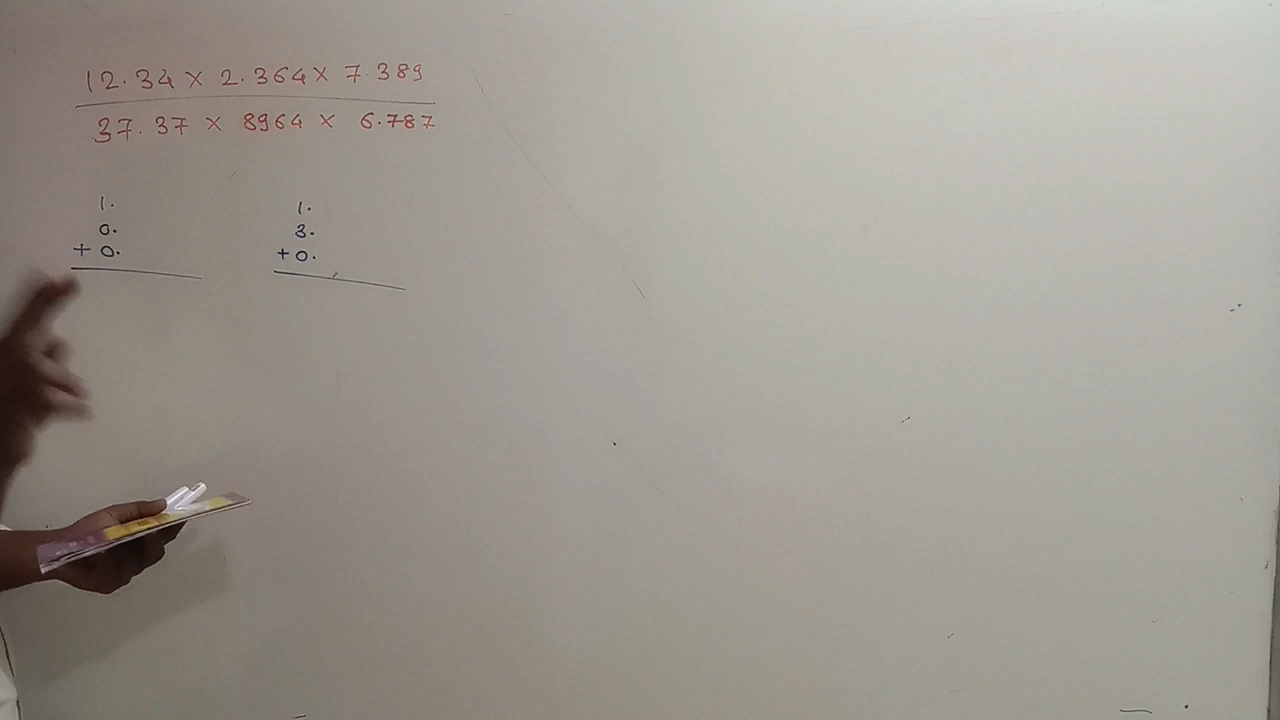 12.34 × 2.364 × 7.389
37.37 × 8964 × 6.787
1. 1.
0. 3.
+ 0. + 0.